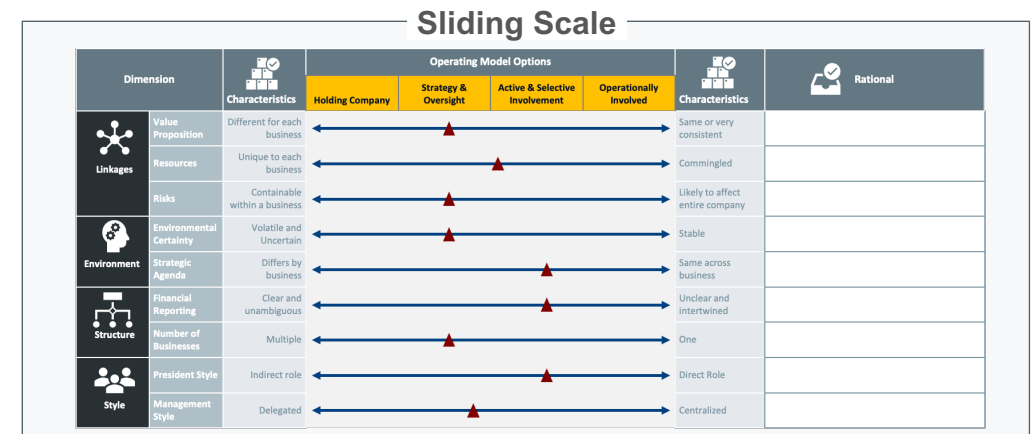 Sliding Scale
Dimension
Characteristics
Operating Model Options
Holding Company
Strategy &
Oversight
Active & Selective
Involvement
Operationally
Involved
Characteristics
Rational
Linkages
Value
Proposition
Different for each
business
Same or very
consistent
Resources
Unique to each
business
Commingled
Risks
Containable
within a business
Likely to affect
entire company
Environment
Environmental
Certainty
Volatile and
Uncertain
Stable
Strategic
Agenda
Differs by
business
Same across
business
Structure
Financial
Reporting
Clear and
unambiguous
Unclear and
intertwined
Number of
Businesses
Multiple
One
Style
President Style
Indirect role
Direct Role
Management
Style
Delegated
Centralized